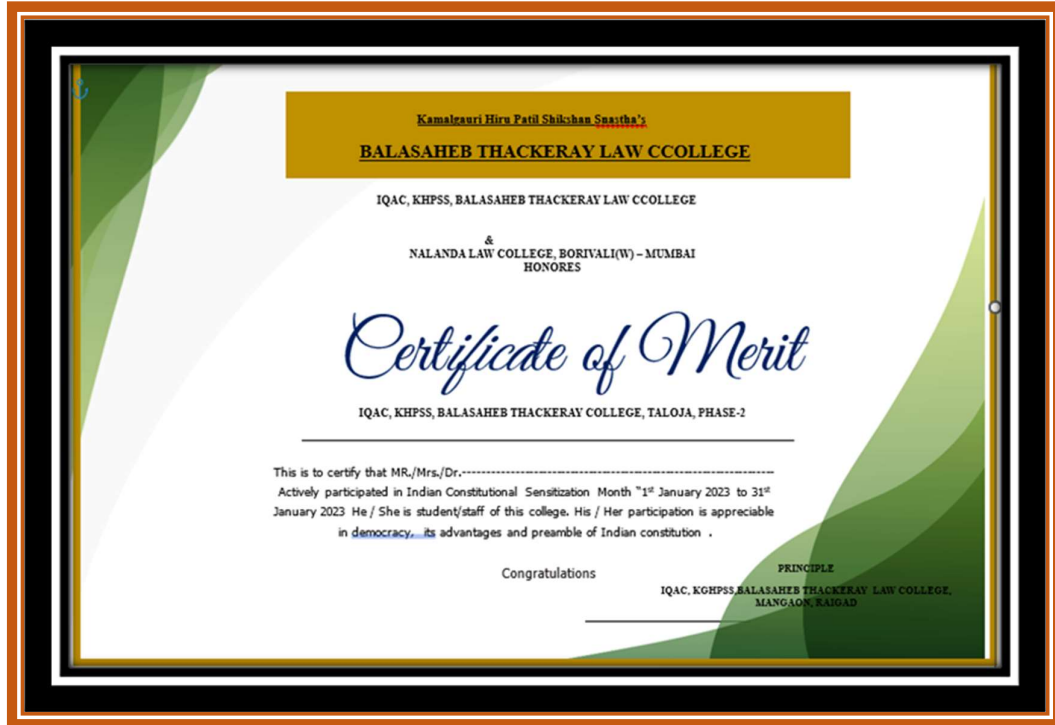 Kamalgauri Hiru Patil Shikshan Snastha's
BALASAHEB THACKERAY LAW CCOLLEGE
IQAC, KHPSS, BALASAHEB THACKERAY LAW CCOLLEGE
&
NALANDA LAW COLLEGE, BORIVALI(W) – MUMBAI
HONORES
Certificate of Merit
IQAC, KHPSS, BALASAHEB THACKERAY COLLEGE, TALOJA, PHASE-2
This is to certify that MR./Mrs./Dr.-----------------------------------------------------------------
Actively participated in Indian Constitutional Sensitization Month "1st January 2023 to 31st
January 2023 He / She is student/staff of this college. His / Her participation is appreciable
in democracy, its advantages and preamble of Indian constitution .
Congratulations
PRINCIPLE
IQAC, KGHPSS,BALASAHEB THACKERAY LAW COLLEGE,
MANGAON, RAIGAD